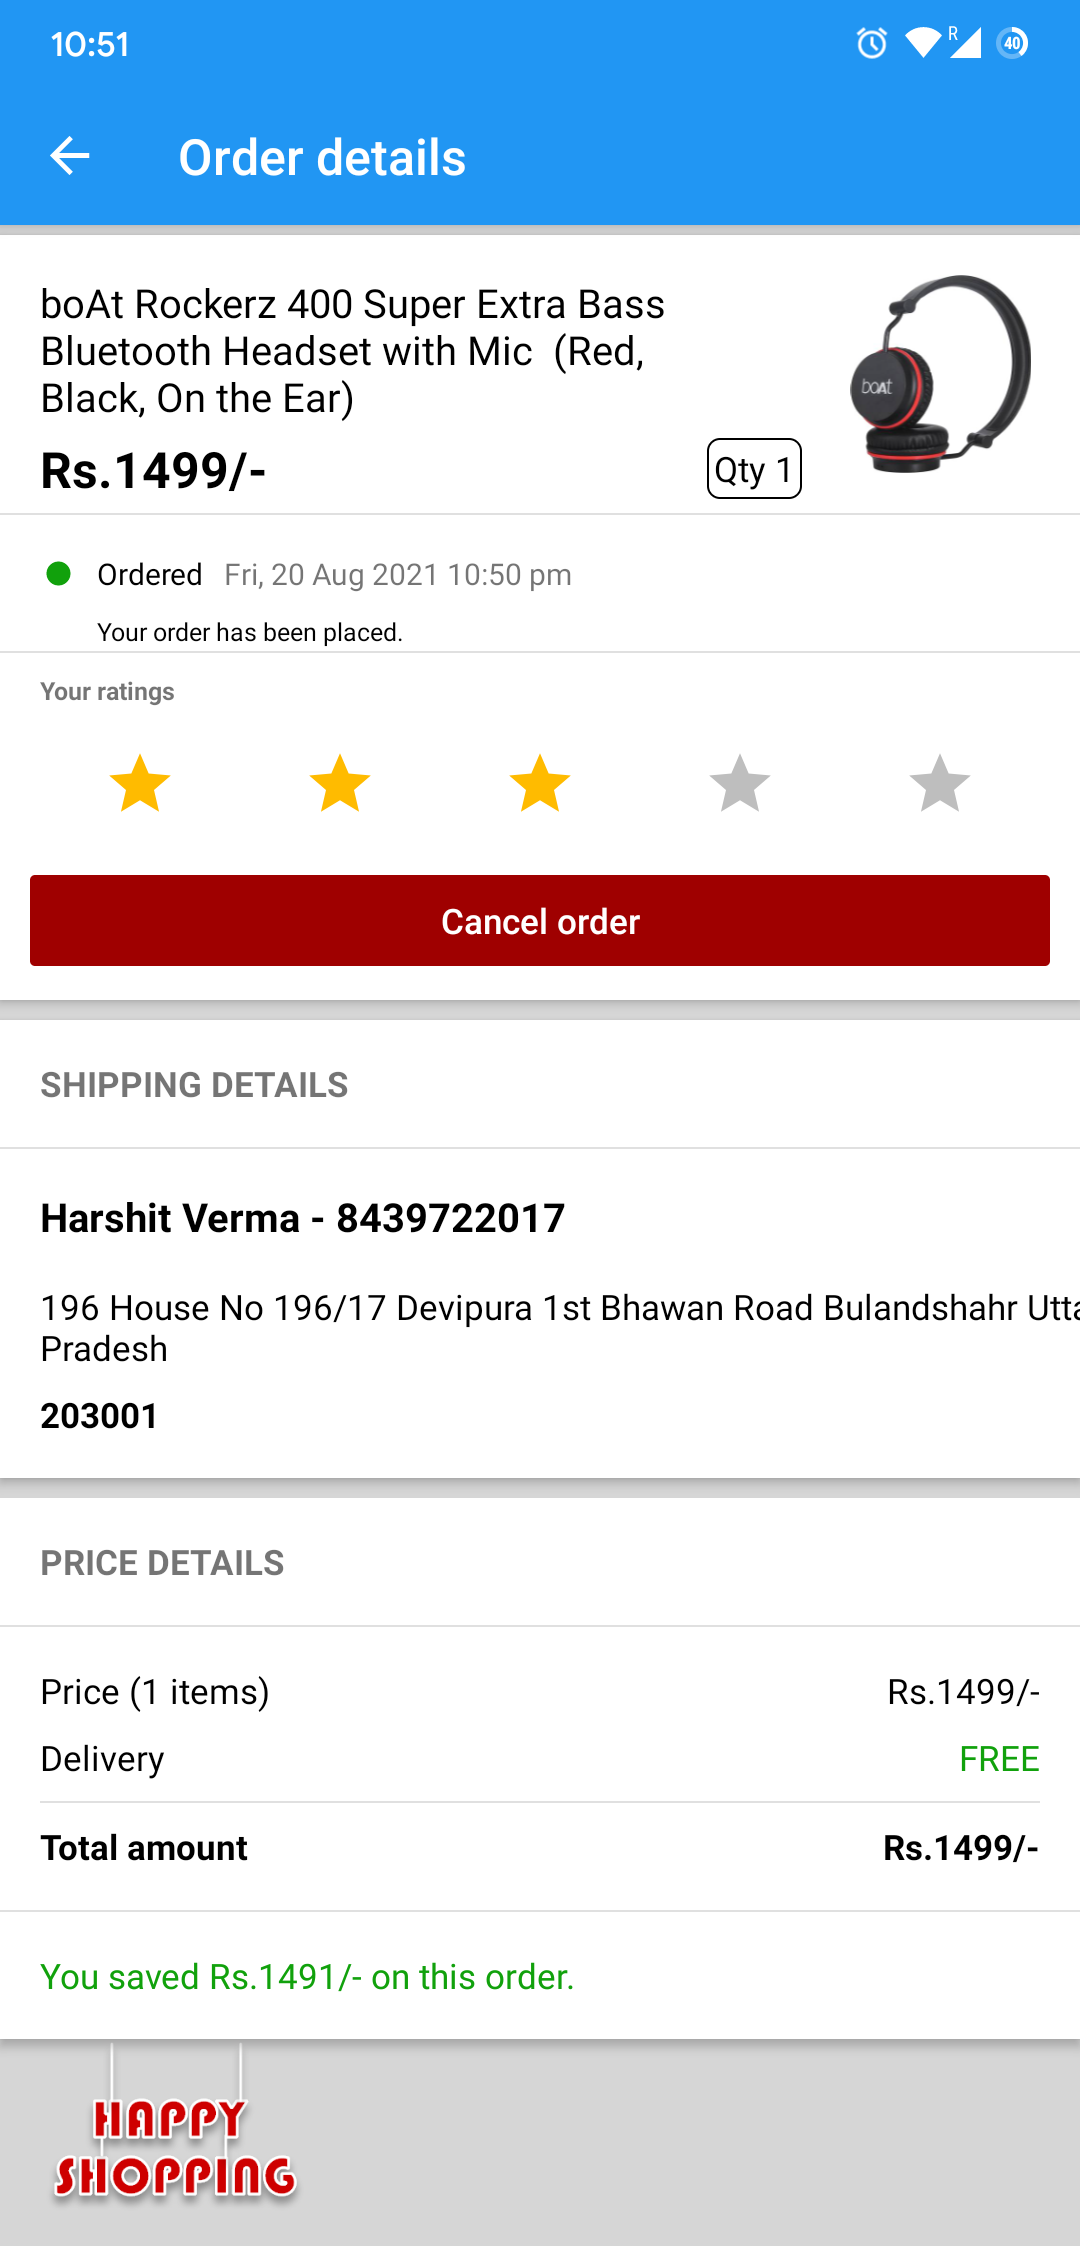 10:51
R
40
Order details
boAt Rockerz 400 Super Extra Bass
Bluetooth Headset with Mic  (Red,
Black, On the Ear)
boAt
Rs.1499/-
Qty 1
Ordered Fri, 20 Aug 2021 10:50 pm
Your order has been placed.
Your ratings
Cancel order
SHIPPING DETAILS
Harshit Verma - 8439722017
196 House No 196/17 Devipura 1st Bhawan Road Bulandshahr Utta
Pradesh
203001
PRICE DETAILS
Price (1 items) Rs.1499/-
Delivery FREE
Total amount Rs.1499/-
You saved Rs.1491/- on this order.
HAPPY
SHOPPING